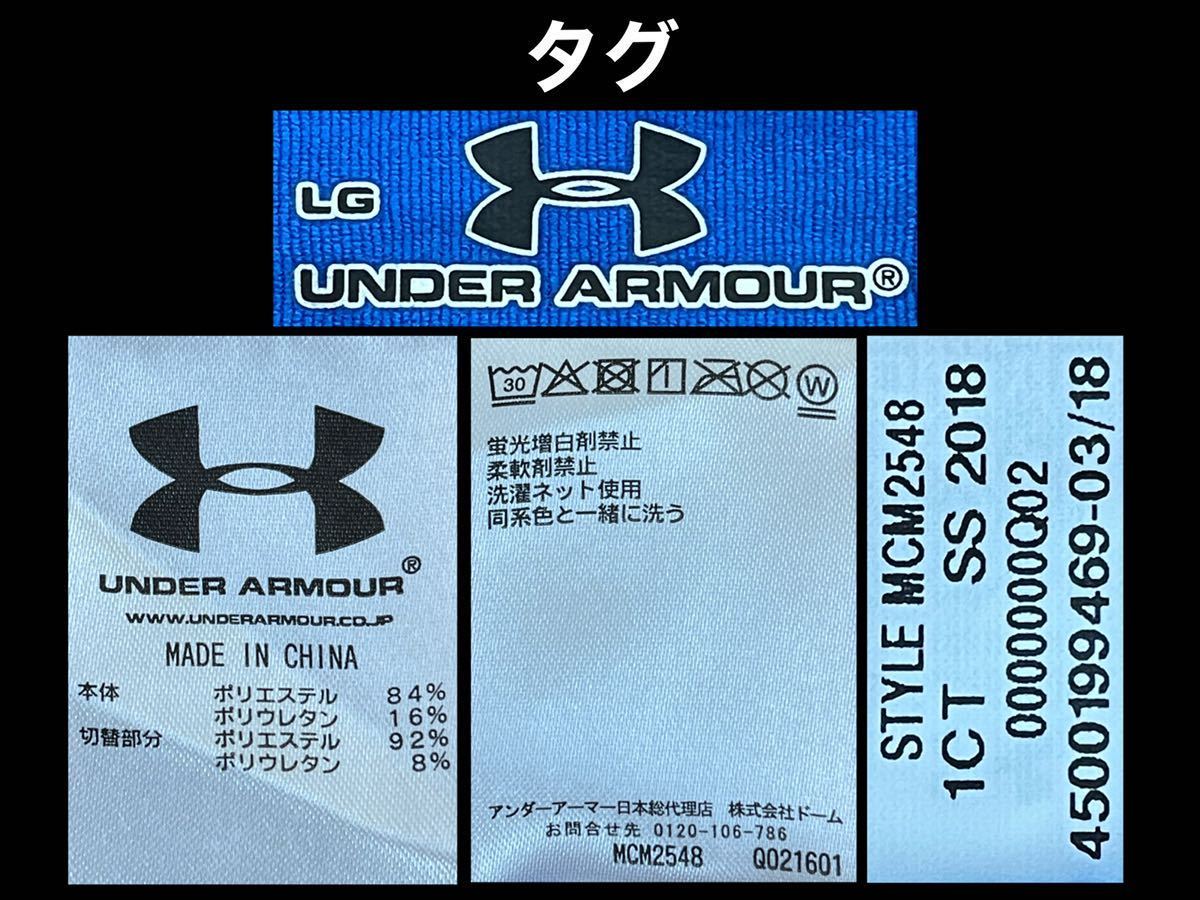 タグ
LG
UNDER ARMOUR®
UNDER ARMOUR®
WWW.UNDERARMOUR.CO.JP
MADE IN CHINA
本体 ポリエステル 84%
ポリウレタン 16%
切替部分 ポリエステル 92%
ポリウレタン 8%
30
W
蛍光増白剤禁止
柔軟剤禁止
洗濯ネット使用
同系色と一緒に洗う
アンダーアーマー日本総代理店 株式会社ドーム
お問合せ先 0120-106-786
MCM2548 Q021601
STYLE MCM2548
1CT SS 2018
0000000Q02
4500199469-03/18